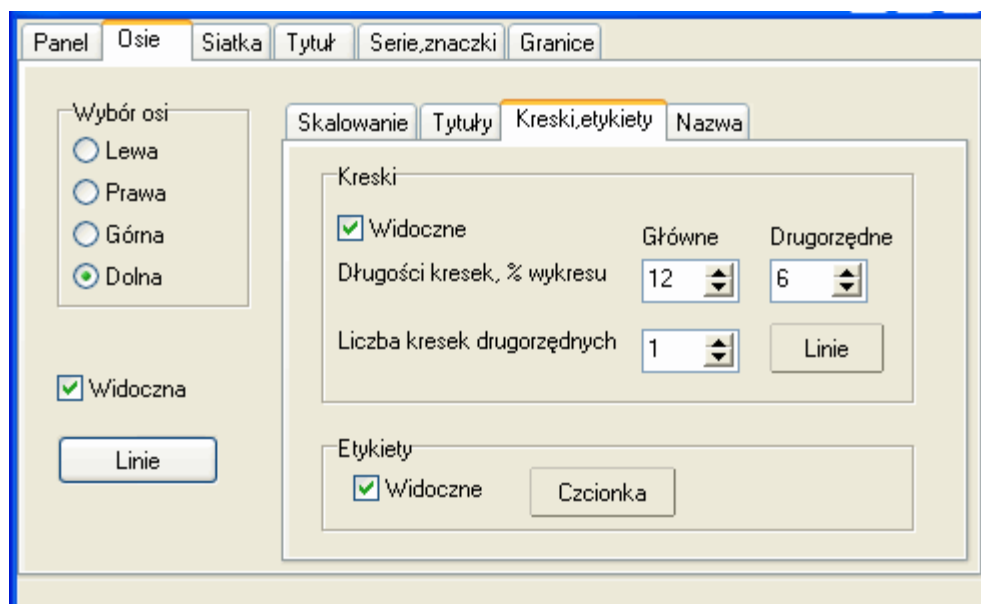 Panel Osie Siatka Tytuł Serie,znaczki Granice
Wybór osi
Lewa
Prawa
Górna
Dolna
Widoczna
Linie
Skalowanie Tytuły Kreski,etykiety Nazwa
Kreski
Widoczne
Główne Drugorzędne
Długości kresek, % wykresu 12 6
Liczba kresek drugorzędnych 1 Linie
Etykiety
Widoczne Czcionka